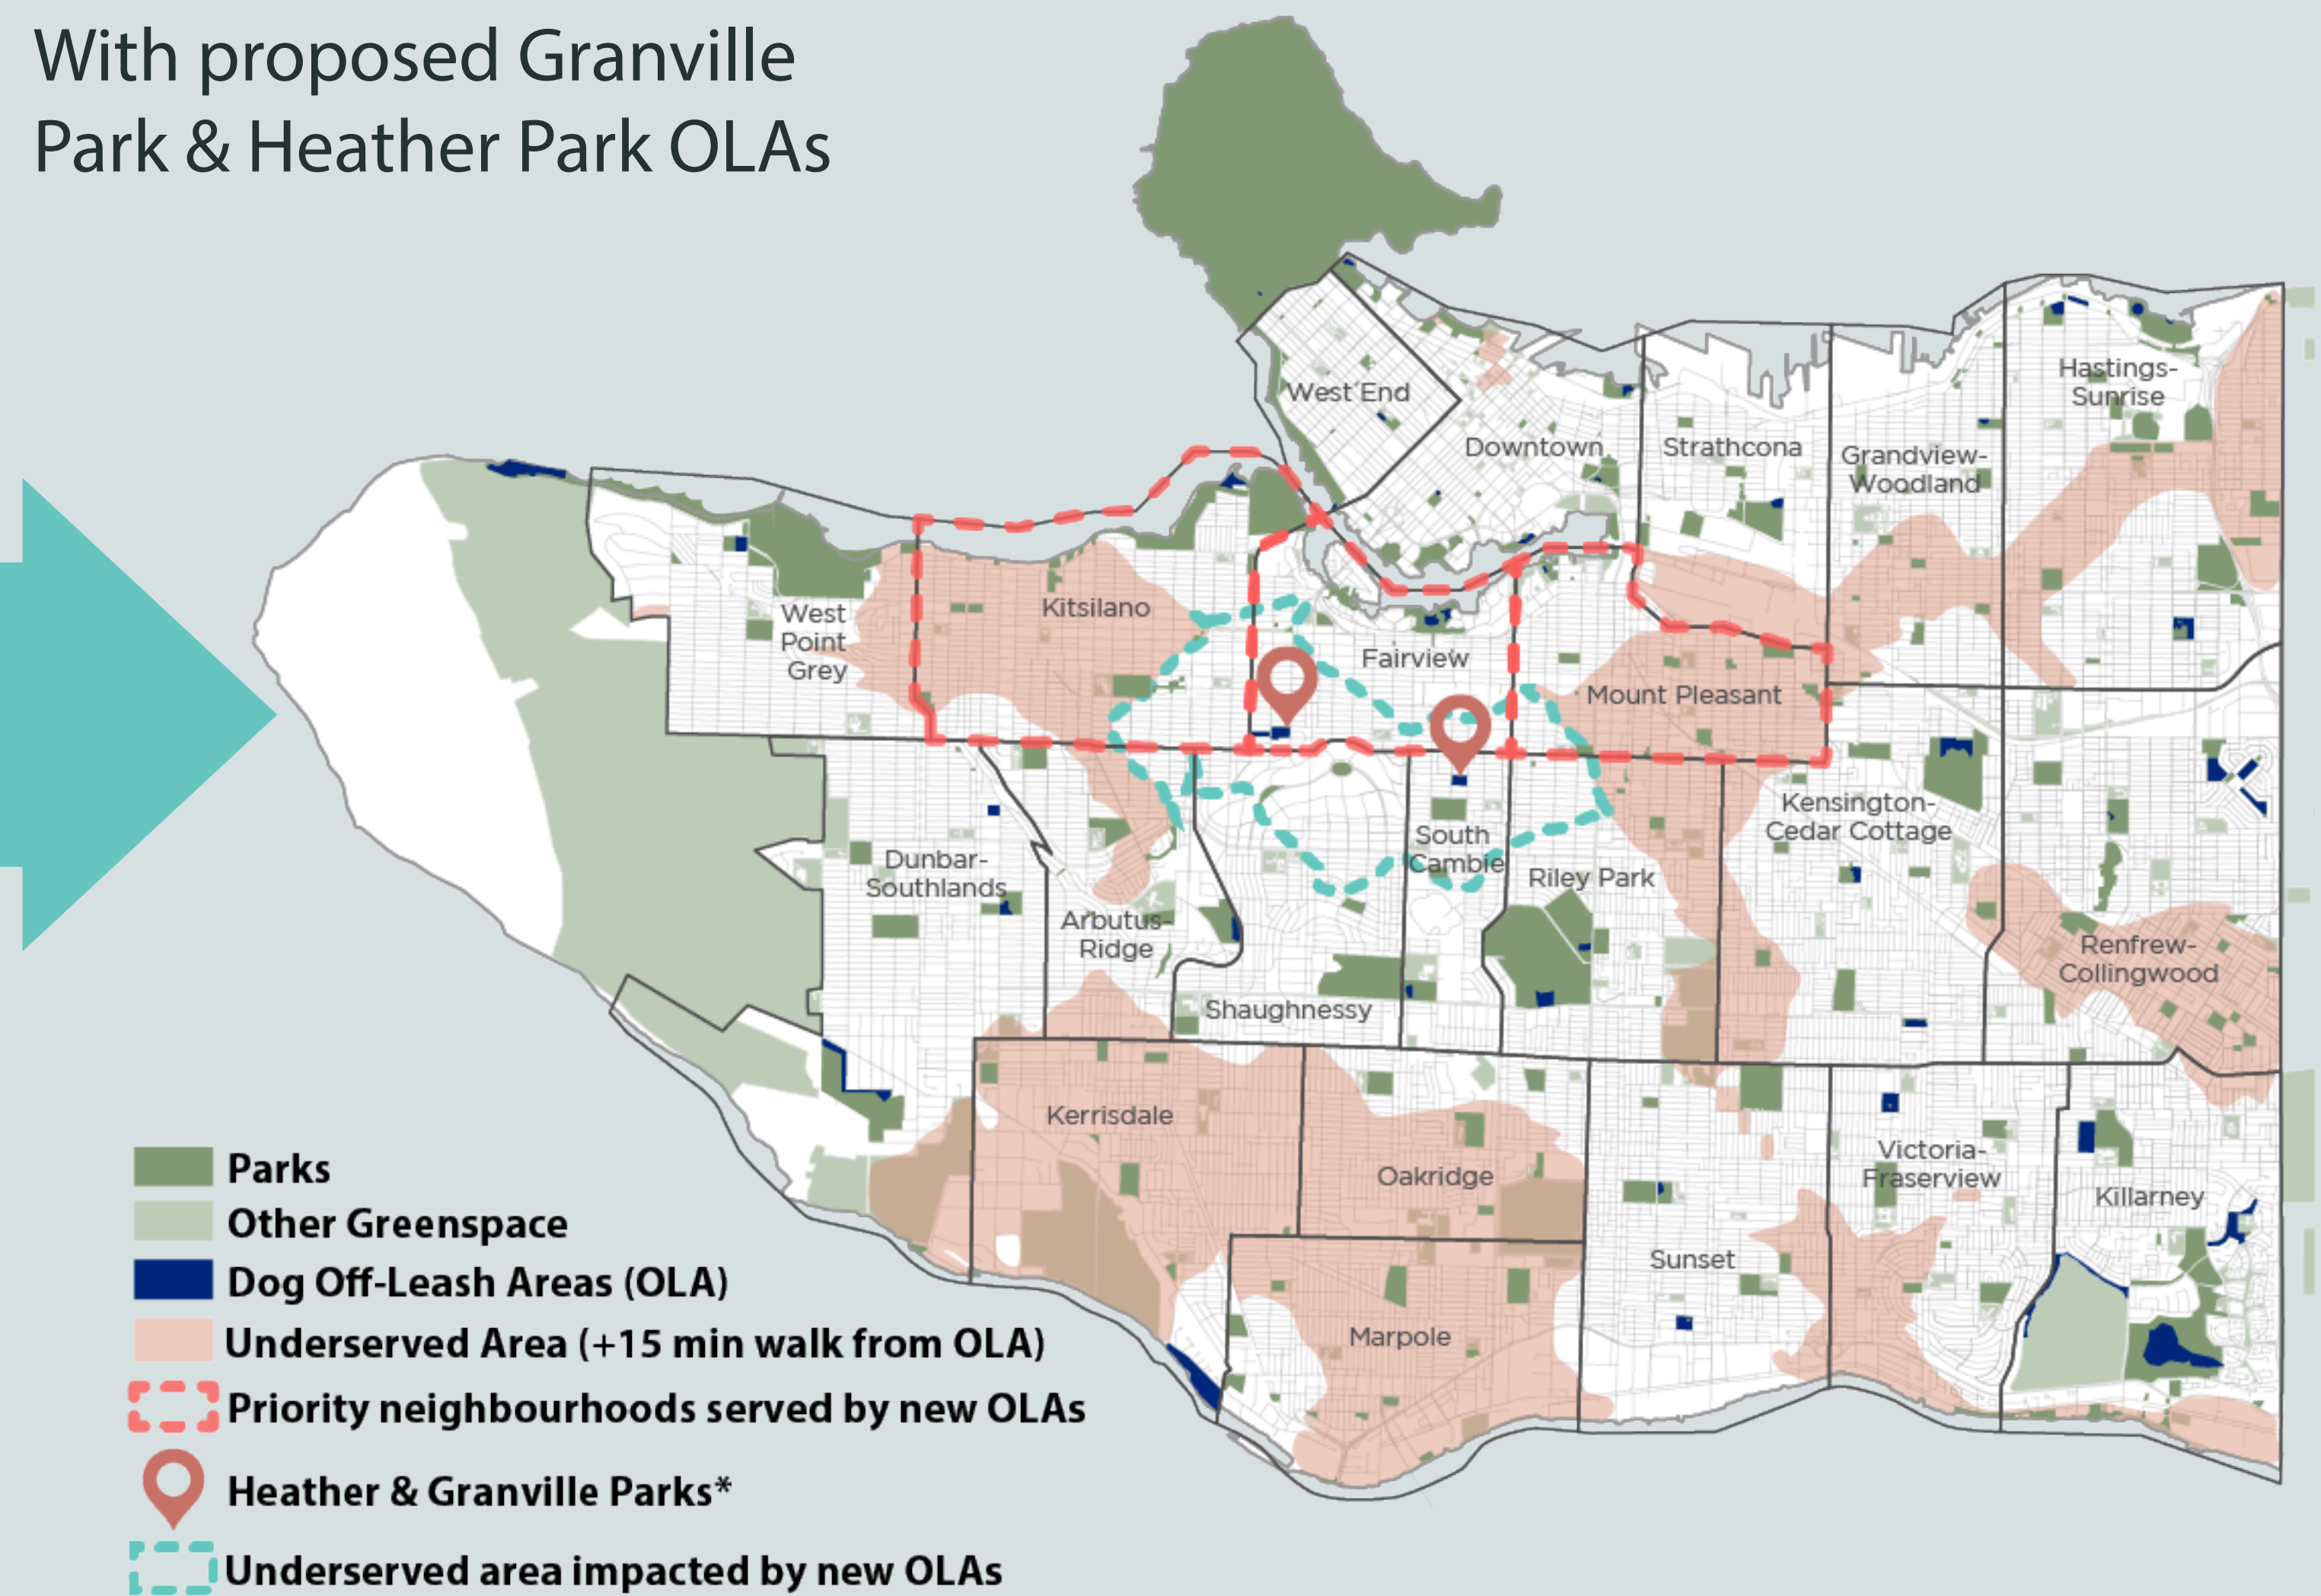 With proposed Granville
Park & Heather Park OLAs
West End
Downtown
Strathcona
Grandview-
Woodland
Hastings-
Sunrise
West
Point
Grey
Kitsilano
Fairview
Mount Pleasant
Dunbar-
Southlands
Arbutus-
Ridge
Shaughnessy
South
Cambie
Riley Park
Kensington-
Cedar Cottage
Renfrew-
Collingwood
Kerrisdale
Oakridge
Marpole
Sunset
Victoria-
Fraserview
Killarney
Parks
Other Greenspace
Dog Off-Leash Areas (OLA)
Underserved Area (+15 min walk from OLA)
Priority neighbourhoods served by new OLAs
Heather & Granville Parks*
Underserved area impacted by new OLAs